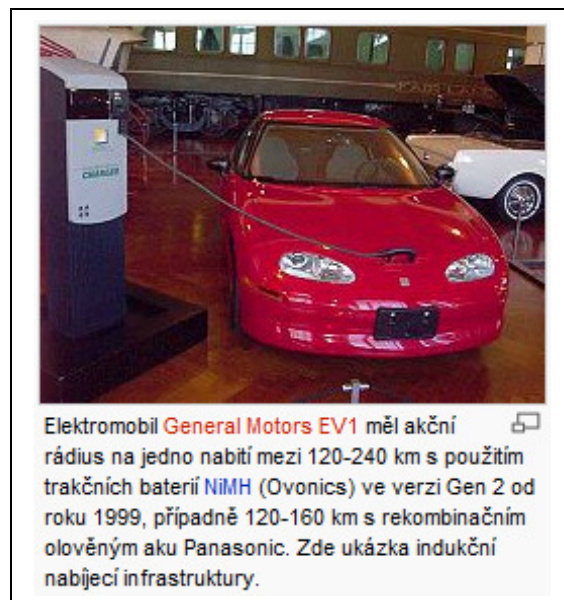 CHARGER
Elektromobil General Motors EV1 měl akční
rádius na jedno nabití mezi 120-240 km s použitím
trakčních baterií NiMH (Ovonics) ve verzi Gen 2 od
roku 1999, případně 120-160 km s rekombinačním
olověným aku Panasonic. Zde ukázka indukční
nabíjecí infrastruktury.